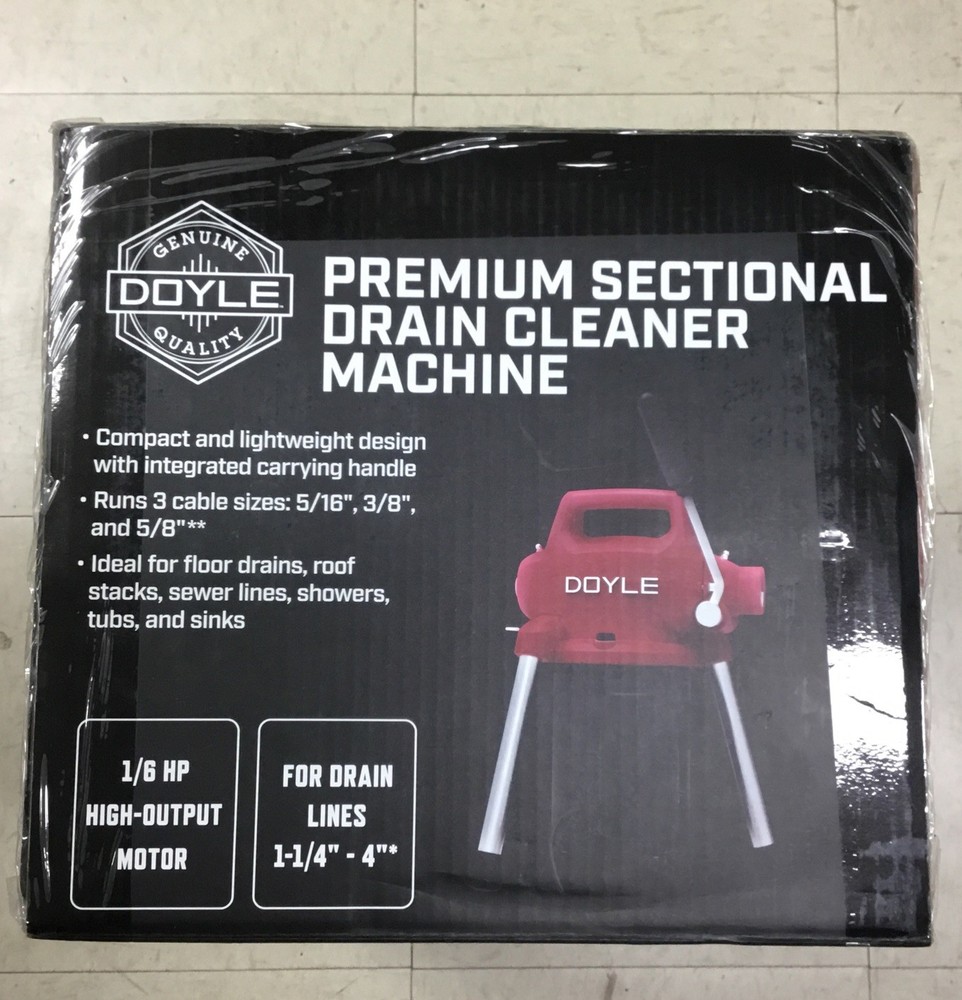 GENUINE
DOYLE
QUALITY
PREMIUM SECTIONAL
DRAIN CLEANER
MACHINE
• Compact and lightweight design
with integrated carrying handle
• Runs 3 cable sizes: 5/16", 3/8",
and 5/8"**
• Ideal for floor drains, roof
stacks, sewer lines, showers,
tubs, and sinks
DOYLE
1/6 HP
HIGH-OUTPUT
MOTOR
FOR DRAIN
LINES
1-1/4" - 4"*